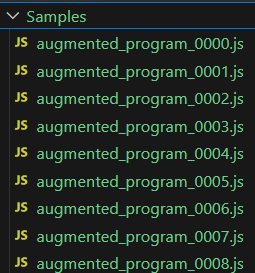 Samples
JS augmented_program_0000.js
JS augmented_program_0001.js
JS augmented_program_0002.js
JS augmented_program_0003.js
JS augmented_program_0004.js
JS augmented_program_0005.js
JS augmented_program_0006.js
JS augmented_program_0007.js
JS augmented_program_0008.js